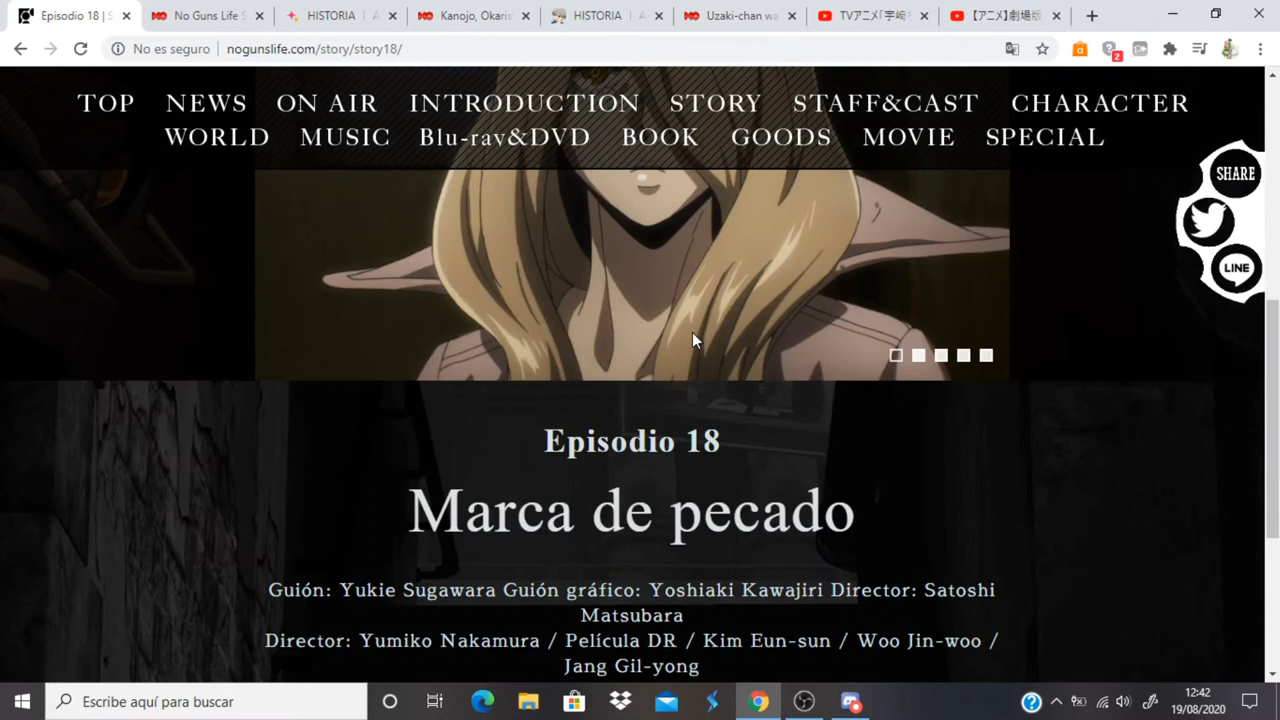 Episodio 18 | S
No Guns Life S
HISTORIA | A
Kanojo, Okaris
HISTORIA | A
Uzaki-chan wa
TVアニメ「宇崎
【アニメ】劇場版
No es seguro
nogunslife.com/story/story18/
2
TOP NEWS ON AIR INTRODUCTION STORY STAFF&CAST CHARACTER
WORLD MUSIC Blu-ray&DVD BOOK GOODS MOVIE SPECIAL
SHARE
LINE
Episodio 18
Marca de pecado
Guión: Yukie Sugawara Guión gráfico: Yoshiaki Kawajiri Director: Satoshi
Matsubara
Director: Yumiko Nakamura / Película DR / Kim Eun-sun / Woo Jin-woo /
Jang Gil-yong
Escribe aquí para buscar
12:42
19/08/2020